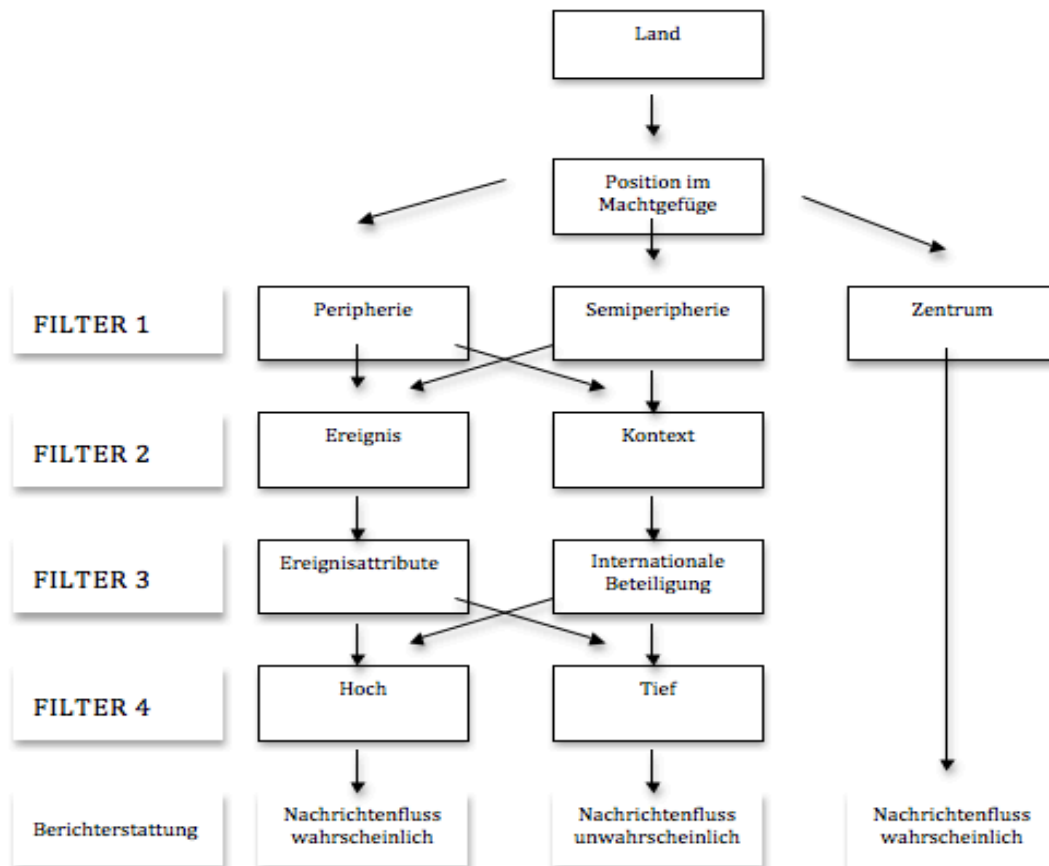 Land
Position im
Machtgefüge
FILTER 1
Peripherie
Semiperipherie
Zentrum
FILTER 2
Ereignis
Kontext
FILTER 3
Ereignisattribute
Internationale
Beteiligung
FILTER 4
Hoch
Tief
Berichterstattung
Nachrichtenfluss
wahrscheinlich
Nachrichtenfluss
unwahrscheinlich
Nachrichtenfluss
wahrscheinlich